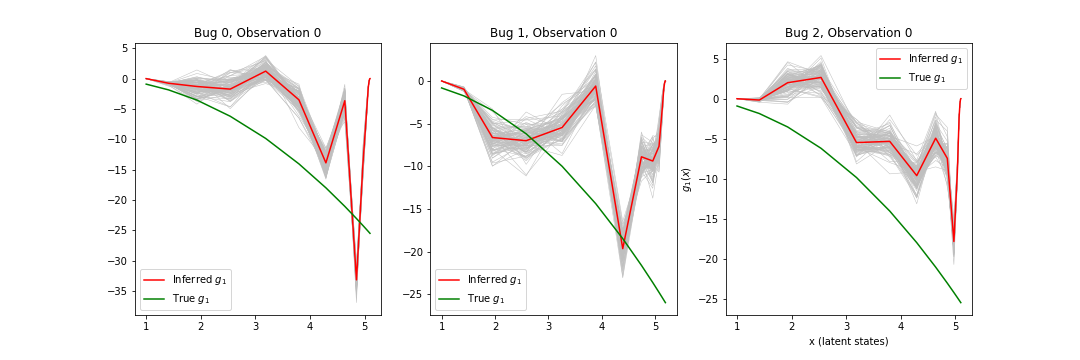 Bug 0, Observation 0
5
0
−5
−10
−15
−20
−25
−30
−35
1 2 3 4 5
Inferred g₁
True g₁
Bug 1, Observation 0
0
−5
−10
−15
−20
−25
1 2 3 4 5
Inferred g₁
True g₁
Bug 2, Observation 0
g₁(x)
5
0
−5
−10
−15
−20
−25
1 2 3 4 5
x (latent states)
Inferred g₁
True g₁